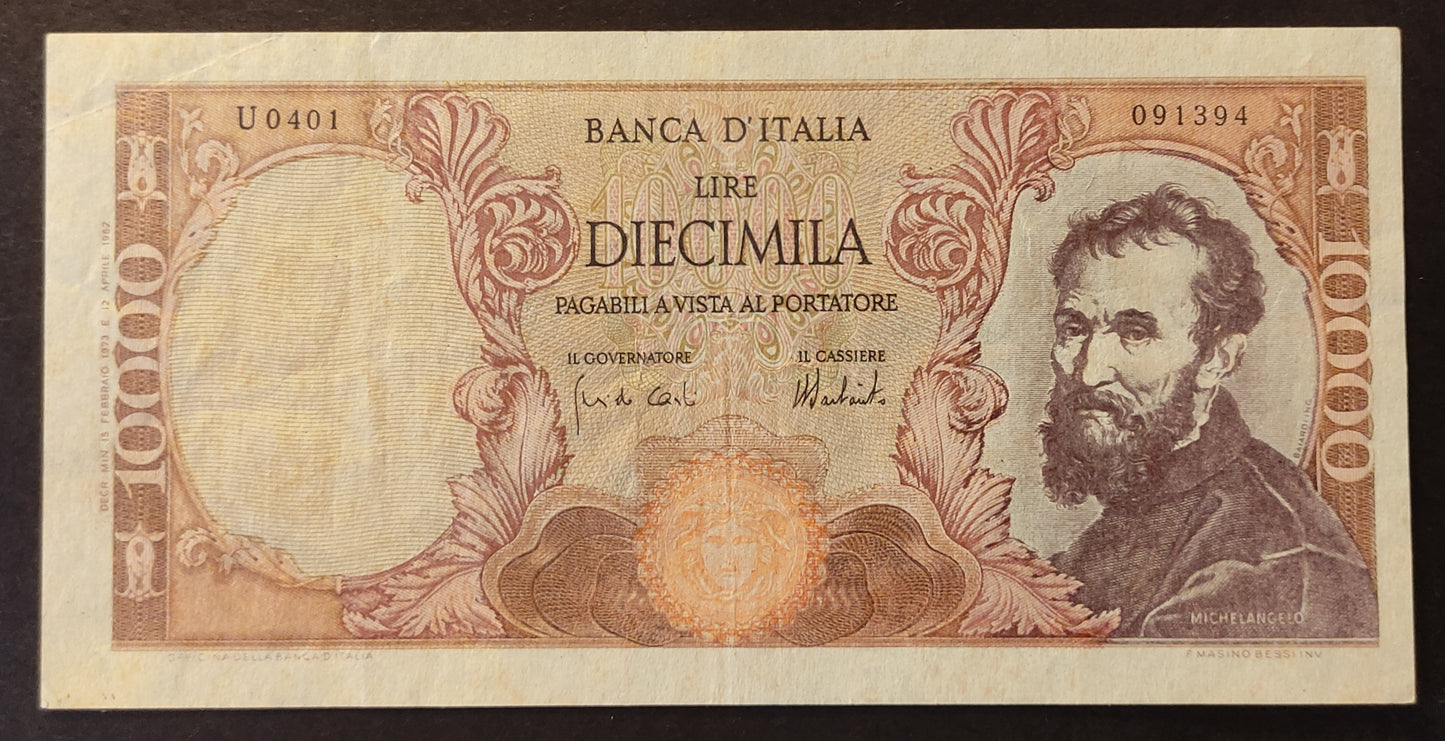 U 0401
091394
BANCA D'ITALIA
LIRE
10000
DIECIMILA
PAGABILI A VISTA AL PORTATORE
IL GOVERNATORE
IL CASSIERE
10000
10000
DECR. MIN. 15 FEBBRAIO 1973 E 12 APRILE 1962
MICHELANGELO
OFFICINA DELLA BANCA D'ITALIA
F. MASINO BESSI INV.